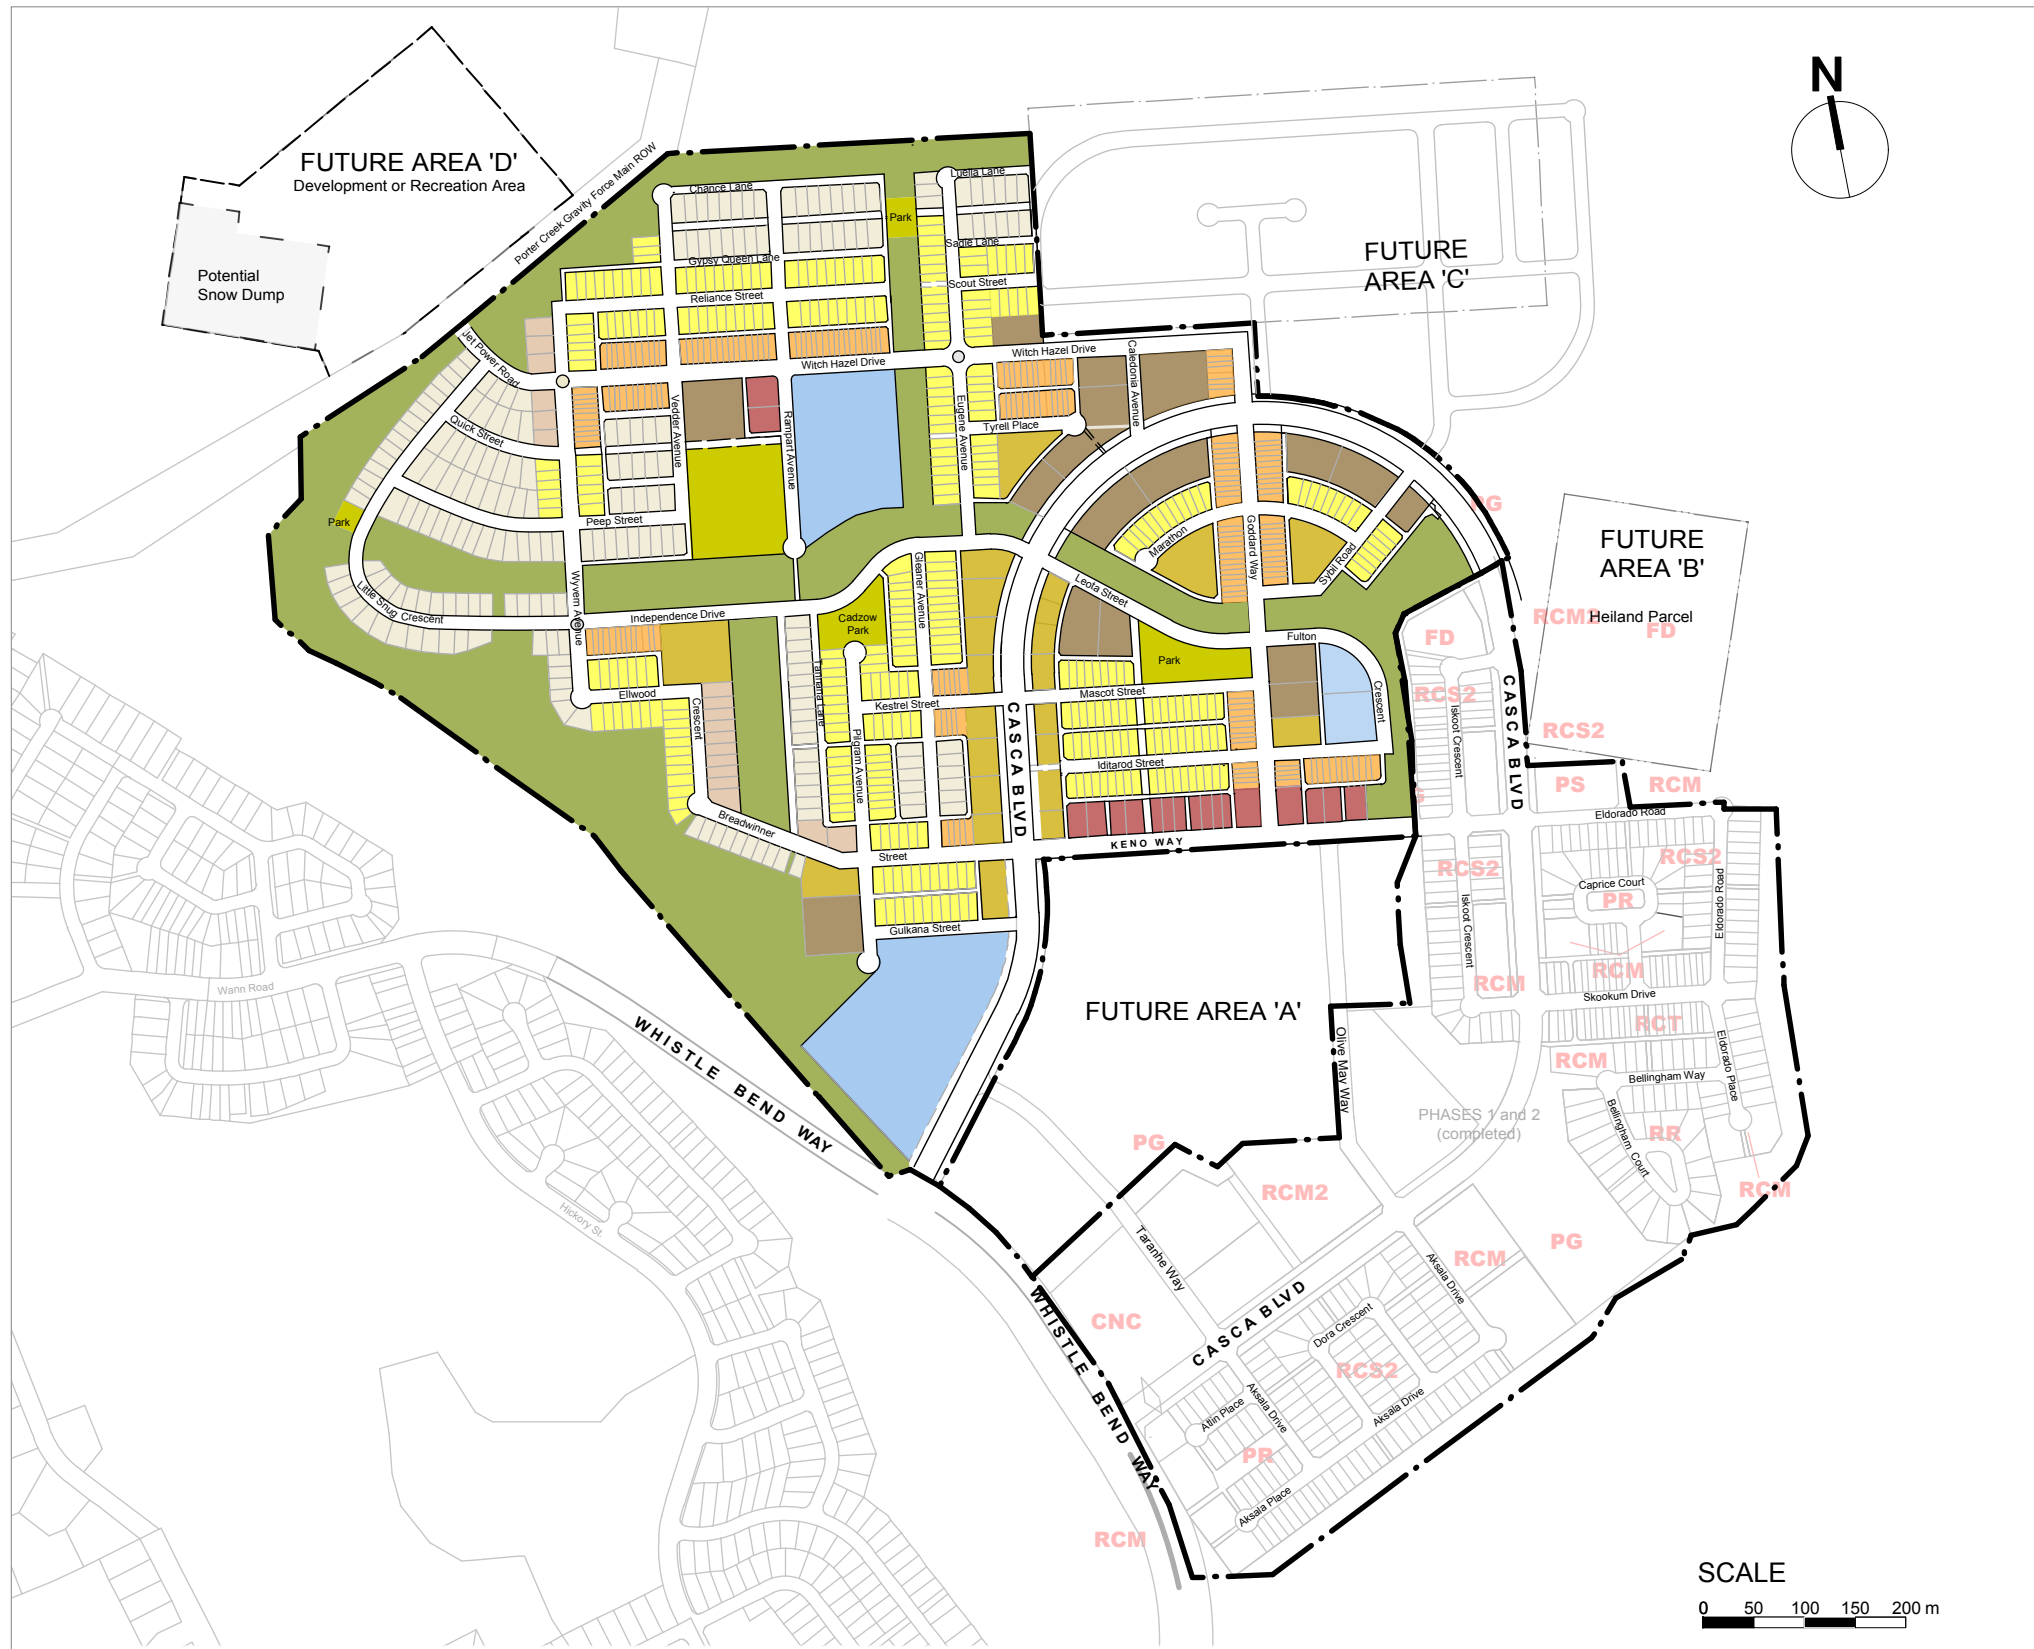 N
FUTURE AREA 'D'
Development or Recreation Area
Porter Creek Gravity Force Main ROW
Potential
Snow Dump
FUTURE
AREA 'C'
Chance Lane
Luella Lane
Park
Sadie Lane
Gypsy Queen Lane
Scout Street
Reliance Street
Jet Power Road
Witch Hazel Drive
Witch Hazel Drive
Caledonia Avenue
Quick Street
Vedder Avenue
Rampart Avenue
Eugene Avenue
Tyrell Place
Park
Peep Street
Marathon
Goddard Way
Sybil Road
PG
FUTURE
AREA 'B'
Heiland Parcel
RCM2
FD
Little Snug Crescent
Wyvern Avenue
Independence Drive
Gleaner Avenue
Cadzow
Park
Leota Street
Fulton
Crescent
Park
FD
RCS2
RCS2
CASCA BLVD
Iskoot Crescent
Ellwood
Crescent
Tannana Lane
Kestrel Street
Mascot Street
Pilgram Avenue
CASCA BLVD
Iditarod Street
Breadwinner
Street
KENO WAY
Gulkana Street
PS
RCM
Eldorado Road
RCS2
RCS2
Caprice Court
PR
Eldorado Road
Iskoot Crescent
RCM
RCM
Skookum Drive
RCT
RCM
Eldorado Place
Bellingham Way
Bellingham Court
RR
RCM
Wann Road
WHISTLE BEND WAY
FUTURE AREA 'A'
Olive May Way
PHASES 1 and 2
(completed)
PG
RCM2
Hickory St.
Taranhe Way
RCM
PG
Aksala Drive
CNC
WHISTLE BEND WAY
CASCA BLVD
Dora Crescent
RCS2
Atlin Place
Aksala Drive
Aksala Drive
PR
Aksala Place
RCM
SCALE
0 50 100 150 200 m